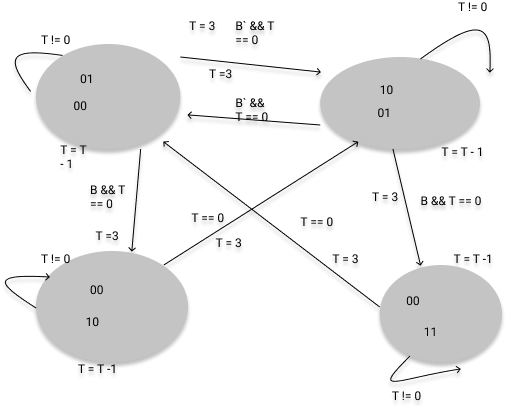 T != 0
T = 3
B` && T
== 0
T != 0
T =3
01
00
10
01
B` &&
T == 0
T = T
- 1
T = T - 1
B && T
== 0
T =3
T = 3
B && T == 0
T == 0
T = 3
T == 0
T = 3
T != 0
00
10
T = T -1
T = T -1
00
11
T != 0